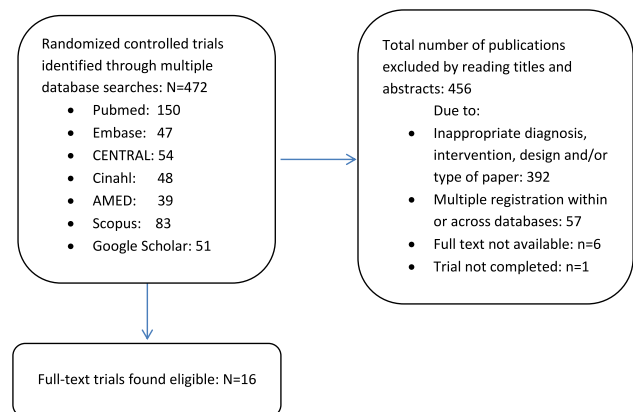 Randomized controlled trials
identified through multiple
database searches: N=472
• Pubmed: 150
• Embase: 47
• CENTRAL: 54
• Cinahl: 48
• AMED: 39
• Scopus: 83
• Google Scholar: 51
Total number of publications
excluded by reading titles and
abstracts: 456
Due to:
• Inappropriate diagnosis,
intervention, design and/or
type of paper: 392
• Multiple registration within
or across databases: 57
• Full text not available: n=6
• Trial not completed: n=1
Full-text trials found eligible: N=16